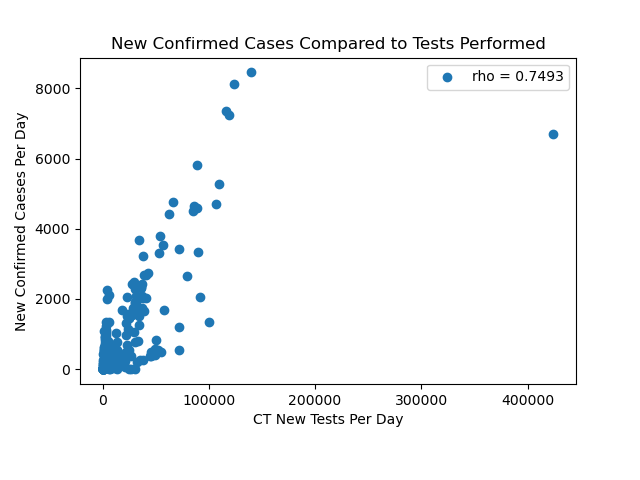 New Confirmed Cases Compared to Tests Performed
rho = 0.7493
New Confirmed Caeses Per Day
8000
6000
4000
2000
0
0 100000 200000 300000 400000
CT New Tests Per Day